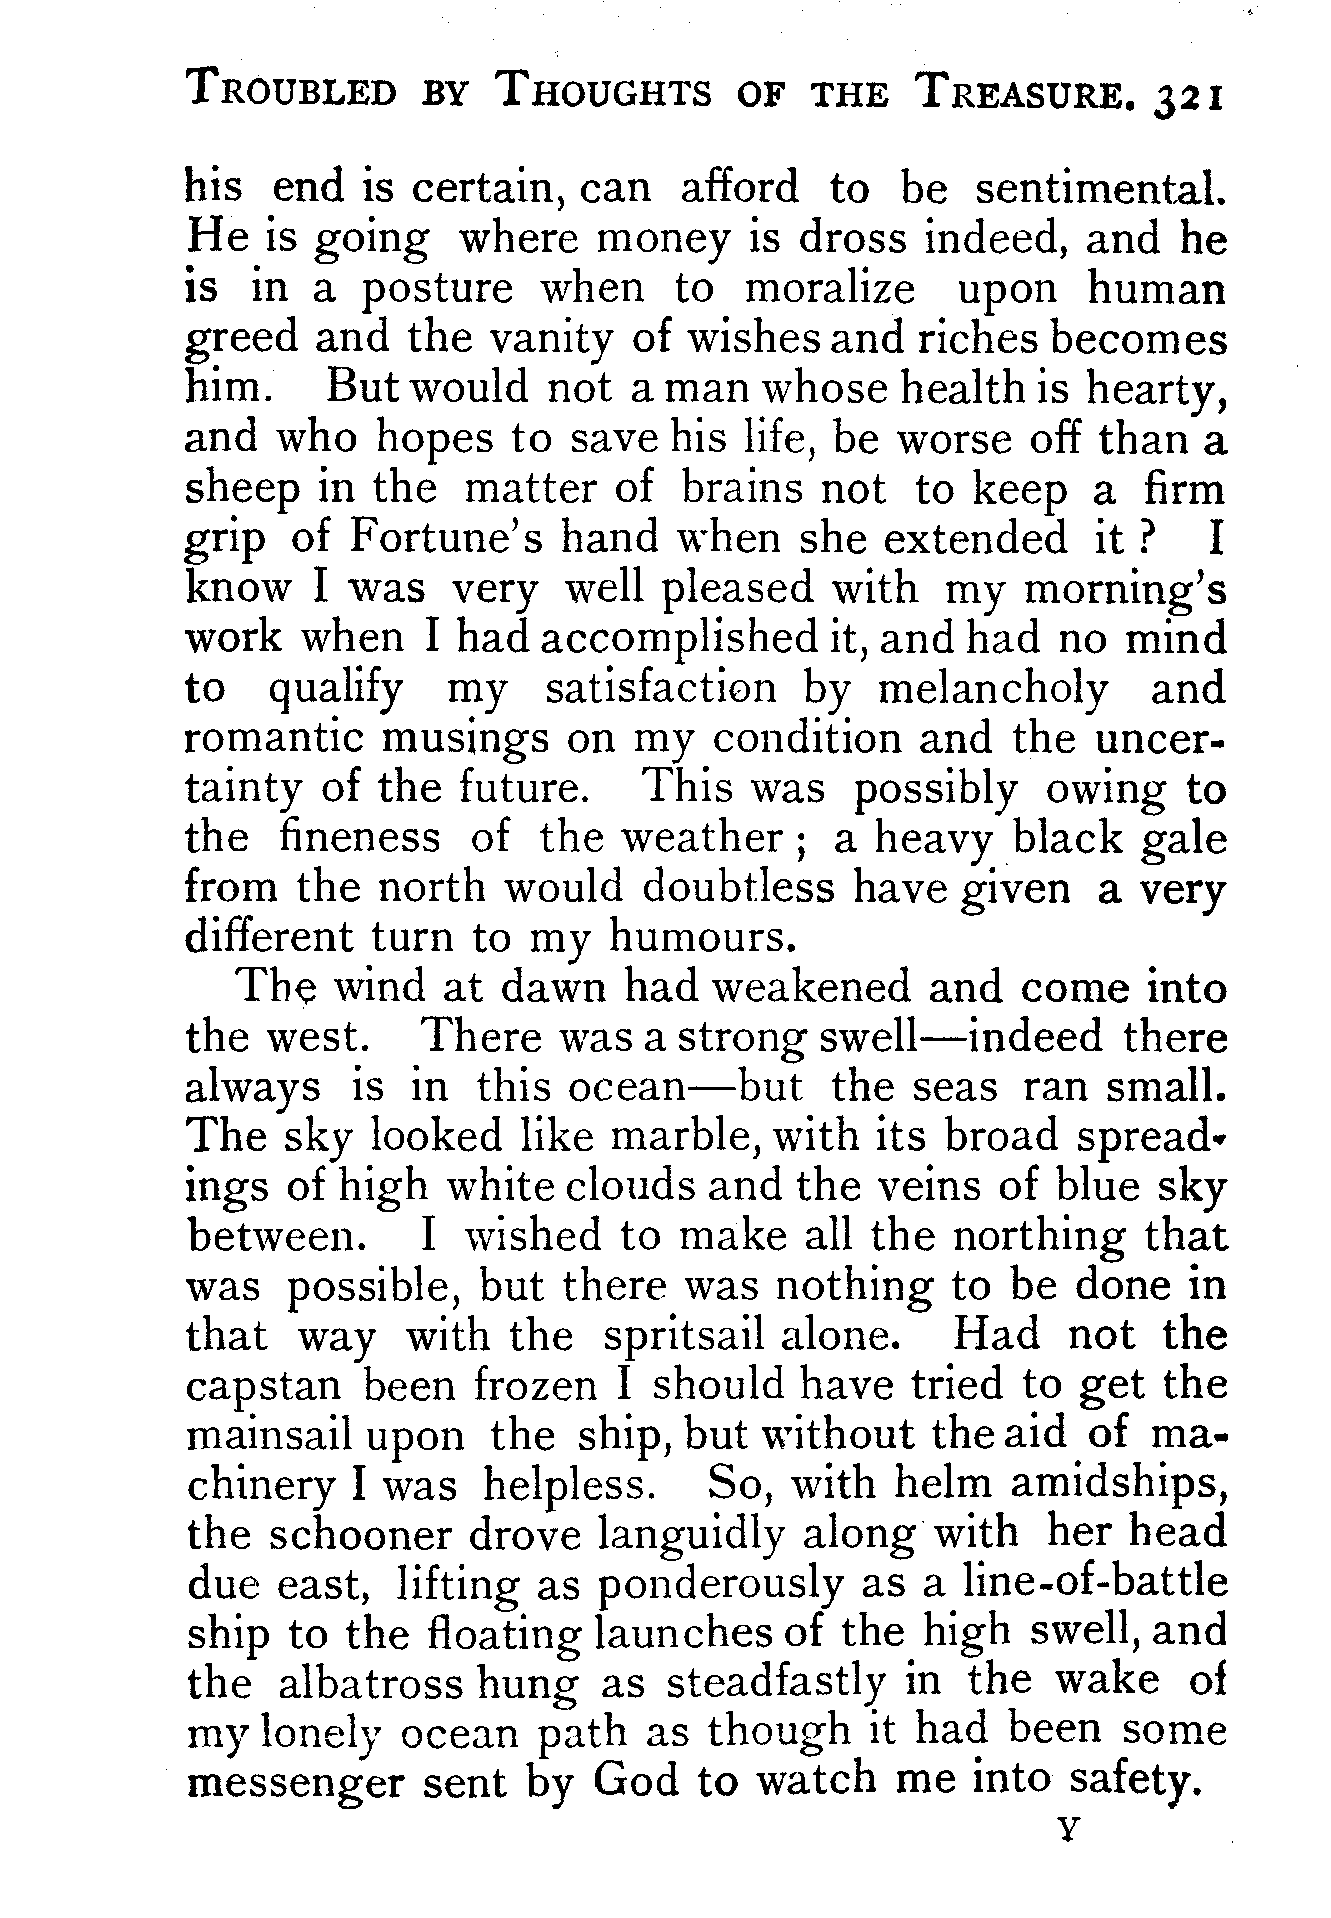 TROUBLED BY THOUGHTS OF THE TREASURE. 321
his end is certain, can afford to be sentimental.
He is going where money is dross indeed, and he
is in a posture when to moralize upon human
greed and the vanity of wishes and riches becomes
him. But would not a man whose health is hearty,
and who hopes to save his life, be worse off than a
sheep in the matter of brains not to keep a firm
grip of Fortune's hand when she extended it? I
know I was very well pleased with my morning's
work when I had accomplished it, and had no mind
to qualify my satisfaction by melancholy and
romantic musings on my condition and the uncer-
tainty of the future. This was possibly owing to
the fineness of the weather; a heavy black gale
from the north would doubtless have given a very
different turn to my humours.
The wind at dawn had weakened and come into
the west. There was a strong swell—indeed there
always is in this ocean—but the seas ran small.
The sky looked like marble, with its broad spread-
ings of high white clouds and the veins of blue sky
between. I wished to make all the northing that
was possible, but there was nothing to be done in
that way with the spritsail alone. Had not the
capstan been frozen I should have tried to get the
mainsail upon the ship, but without the aid of ma-
chinery I was helpless. So, with helm amidships,
the schooner drove languidly along with her head
due east, lifting as ponderously as a line-of-battle
ship to the floating launches of the high swell, and
the albatross hung as steadfastly in the wake of
my lonely ocean path as though it had been some
messenger sent by God to watch me into safety.
Y